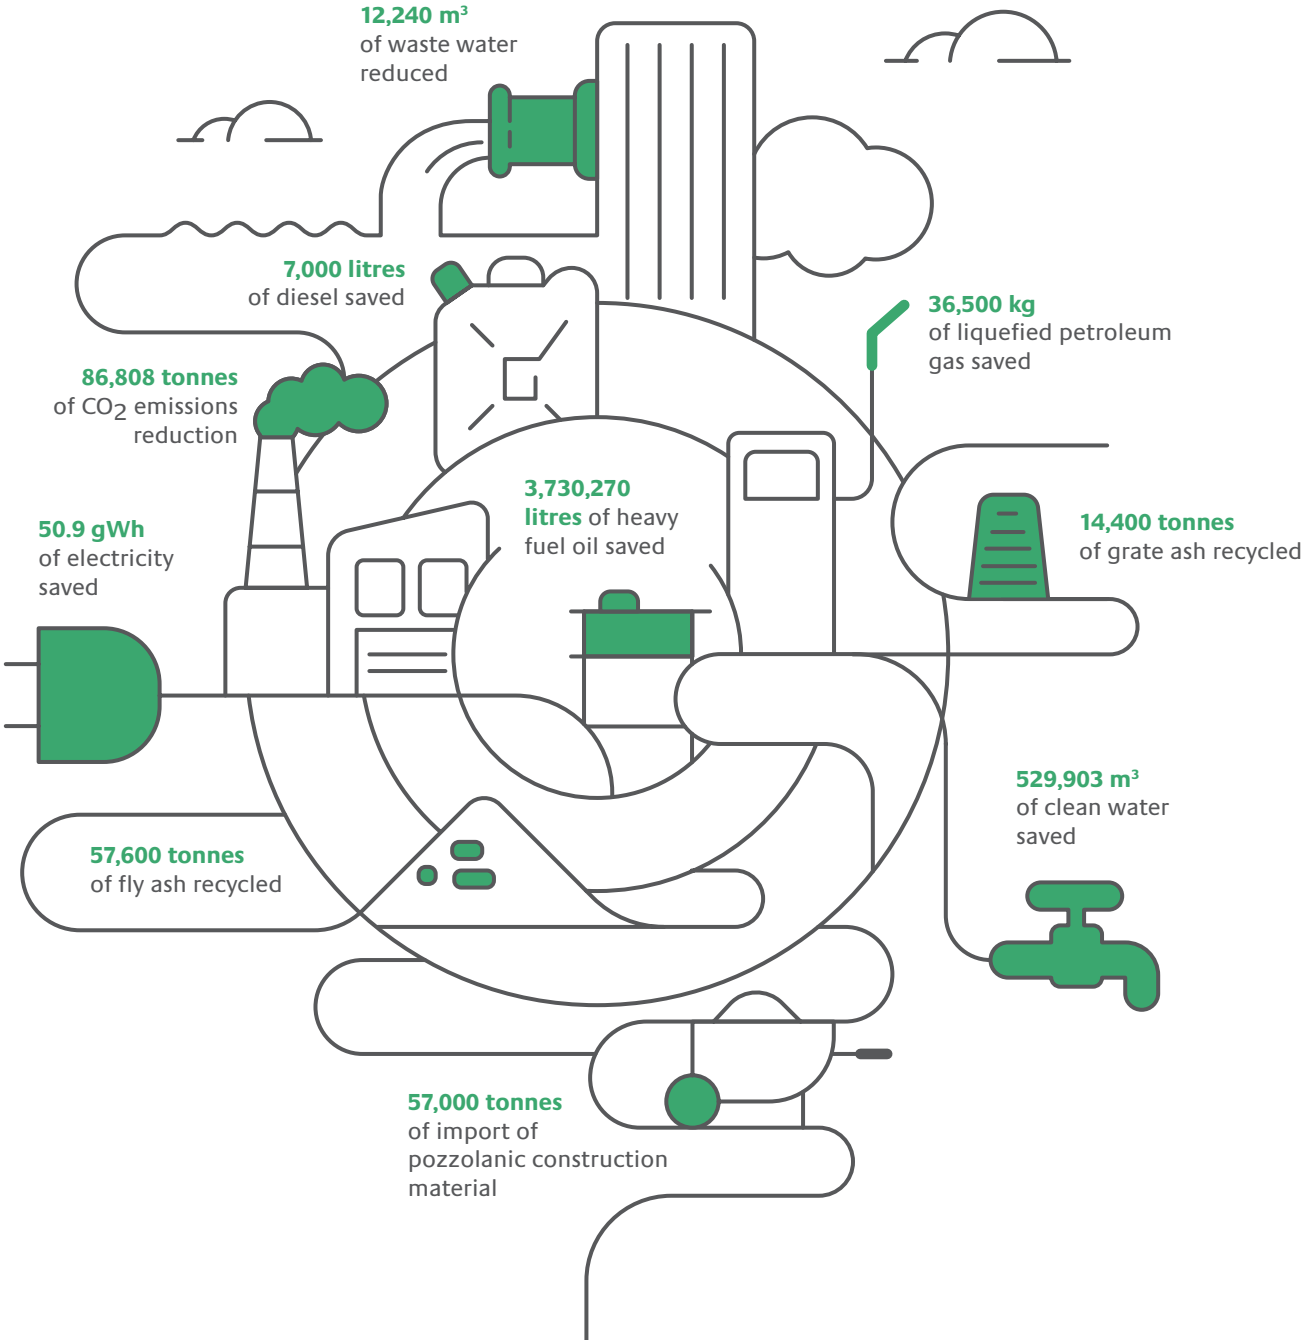 12,240 m³
of waste water
reduced
7,000 litres
of diesel saved
36,500 kg
of liquefied petroleum
gas saved
86,808 tonnes
of CO2 emissions
reduction
3,730,270
litres of heavy
fuel oil saved
50.9 gWh
of electricity
saved
14,400 tonnes
of grate ash recycled
529,903 m³
of clean water
saved
57,600 tonnes
of fly ash recycled
57,000 tonnes
of import of
pozzolanic construction
material